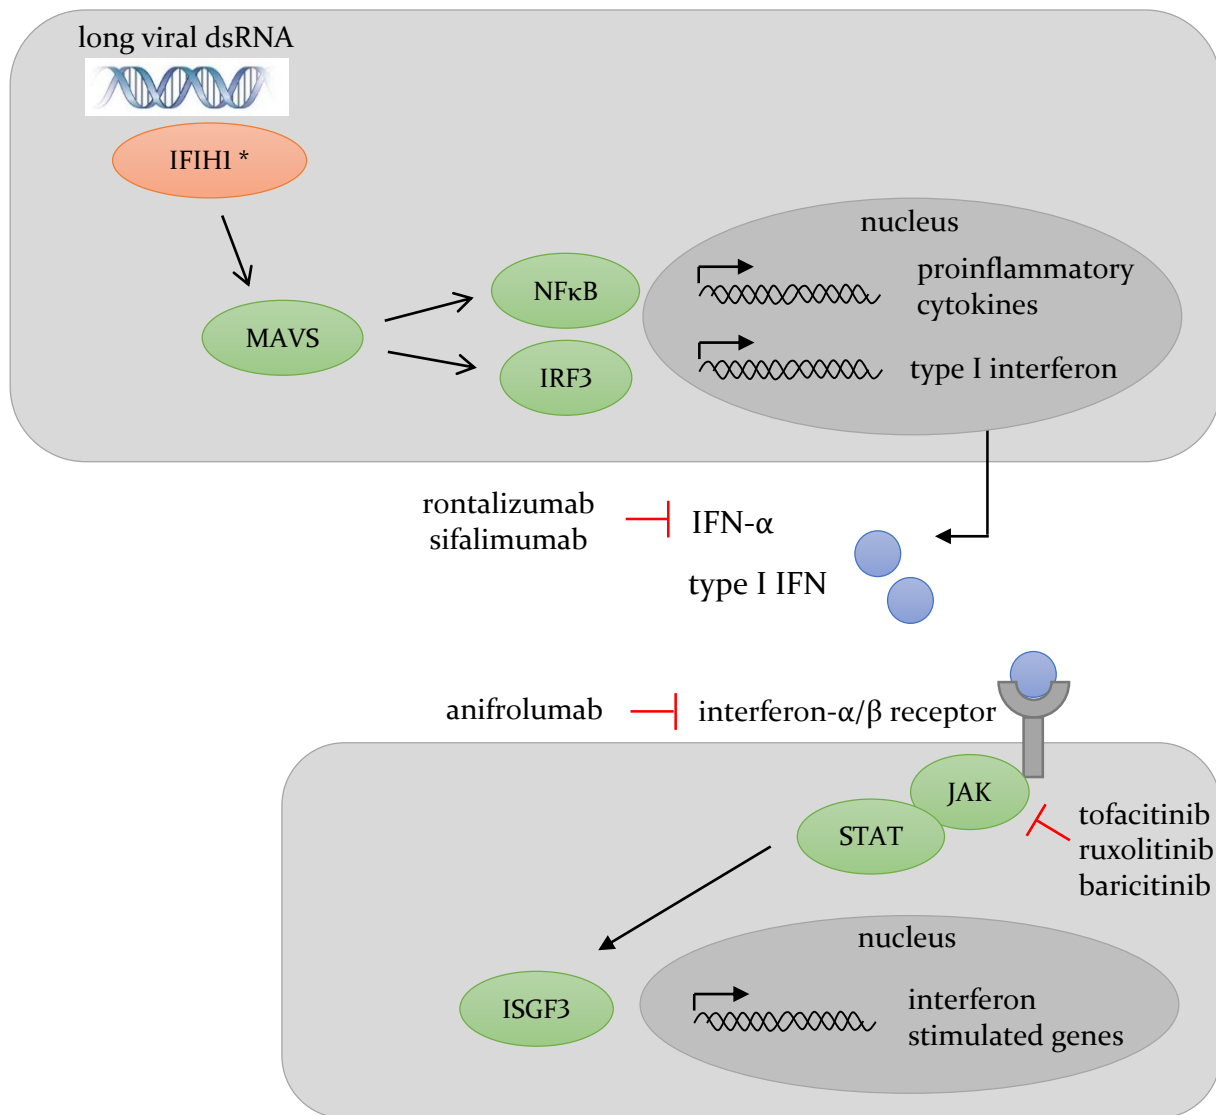 long viral dsRNA
IFIH1 *
MAVS
NFκB
IRF3
nucleus
proinflammatory
cytokines
type I interferon
rontalizumab
sifalimumab
IFN-α
type I IFN
anifrolumab
interferon-α/β receptor
JAK
STAT
tofacitinib
ruxolitinib
baricitinib
ISGF3
nucleus
interferon
stimulated genes